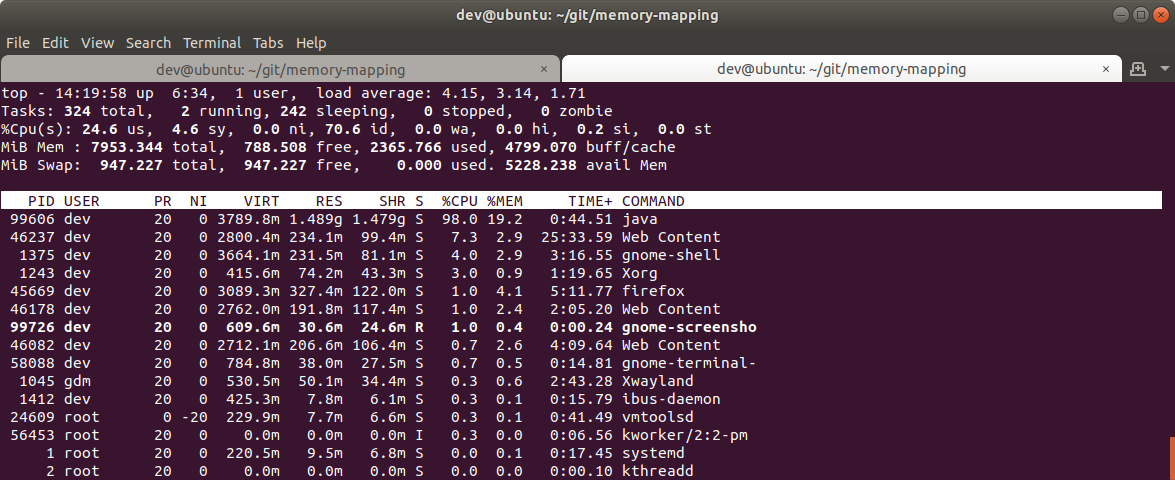 dev@ubuntu: ~/git/memory-mapping
File Edit View Search Terminal Tabs Help
dev@ubuntu: ~/git/memory-mapping × dev@ubuntu: ~/git/memory-mapping ×
top - 14:19:58 up  6:34,  1 user,  load average: 4.15, 3.14, 1.71
Tasks: 324 total,   2 running, 242 sleeping,   0 stopped,   0 zombie
%Cpu(s): 24.6 us,  4.6 sy,  0.0 ni, 70.6 id,  0.0 wa,  0.0 hi,  0.2 si,  0.0 st
MiB Mem : 7953.344 total,  788.508 free, 2365.766 used, 4799.070 buff/cache
MiB Swap:  947.227 total,  947.227 free,    0.000 used. 5228.238 avail Mem
PID USER      PR  NI    VIRT    RES    SHR S  %CPU %MEM     TIME+ COMMAND
99606 dev       20   0 3789.8m 1.489g 1.479g S  98.0 19.2   0:44.51 java
46237 dev       20   0 2800.4m 234.1m  99.4m S   7.3  2.9  25:33.59 Web Content
1375 dev       20   0 3664.1m 231.5m  81.1m S   4.0  2.9   3:16.55 gnome-shell
1243 dev       20   0  415.6m  74.2m  43.3m S   3.0  0.9   1:19.65 Xorg
45669 dev       20   0 3089.3m 327.4m 122.0m S   1.0  4.1   5:11.77 firefox
46178 dev       20   0 2762.0m 191.8m 117.4m S   1.0  2.4   2:05.20 Web Content
99726 dev       20   0  609.6m  30.6m  24.6m R   1.0  0.4   0:00.24 gnome-screensho
46082 dev       20   0 2712.1m 206.6m 106.4m S   0.7  2.6   4:09.64 Web Content
58088 dev       20   0  784.8m  38.0m  27.5m S   0.7  0.5   0:14.81 gnome-terminal-
1045 gdm       20   0  530.5m  50.1m  34.4m S   0.3  0.6   2:43.28 Xwayland
1412 dev       20   0  425.3m   7.8m   6.1m S   0.3  0.1   0:15.79 ibus-daemon
24609 root       0 -20  229.9m   7.7m   6.6m S   0.3  0.1   0:41.49 vmtoolsd
56453 root      20   0    0.0m   0.0m   0.0m I   0.3  0.0   0:06.56 kworker/2:2-pm
1 root      20   0  220.5m   9.5m   6.8m S   0.0  0.1   0:17.45 systemd
2 root      20   0    0.0m   0.0m   0.0m S   0.0  0.0   0:00.10 kthreadd